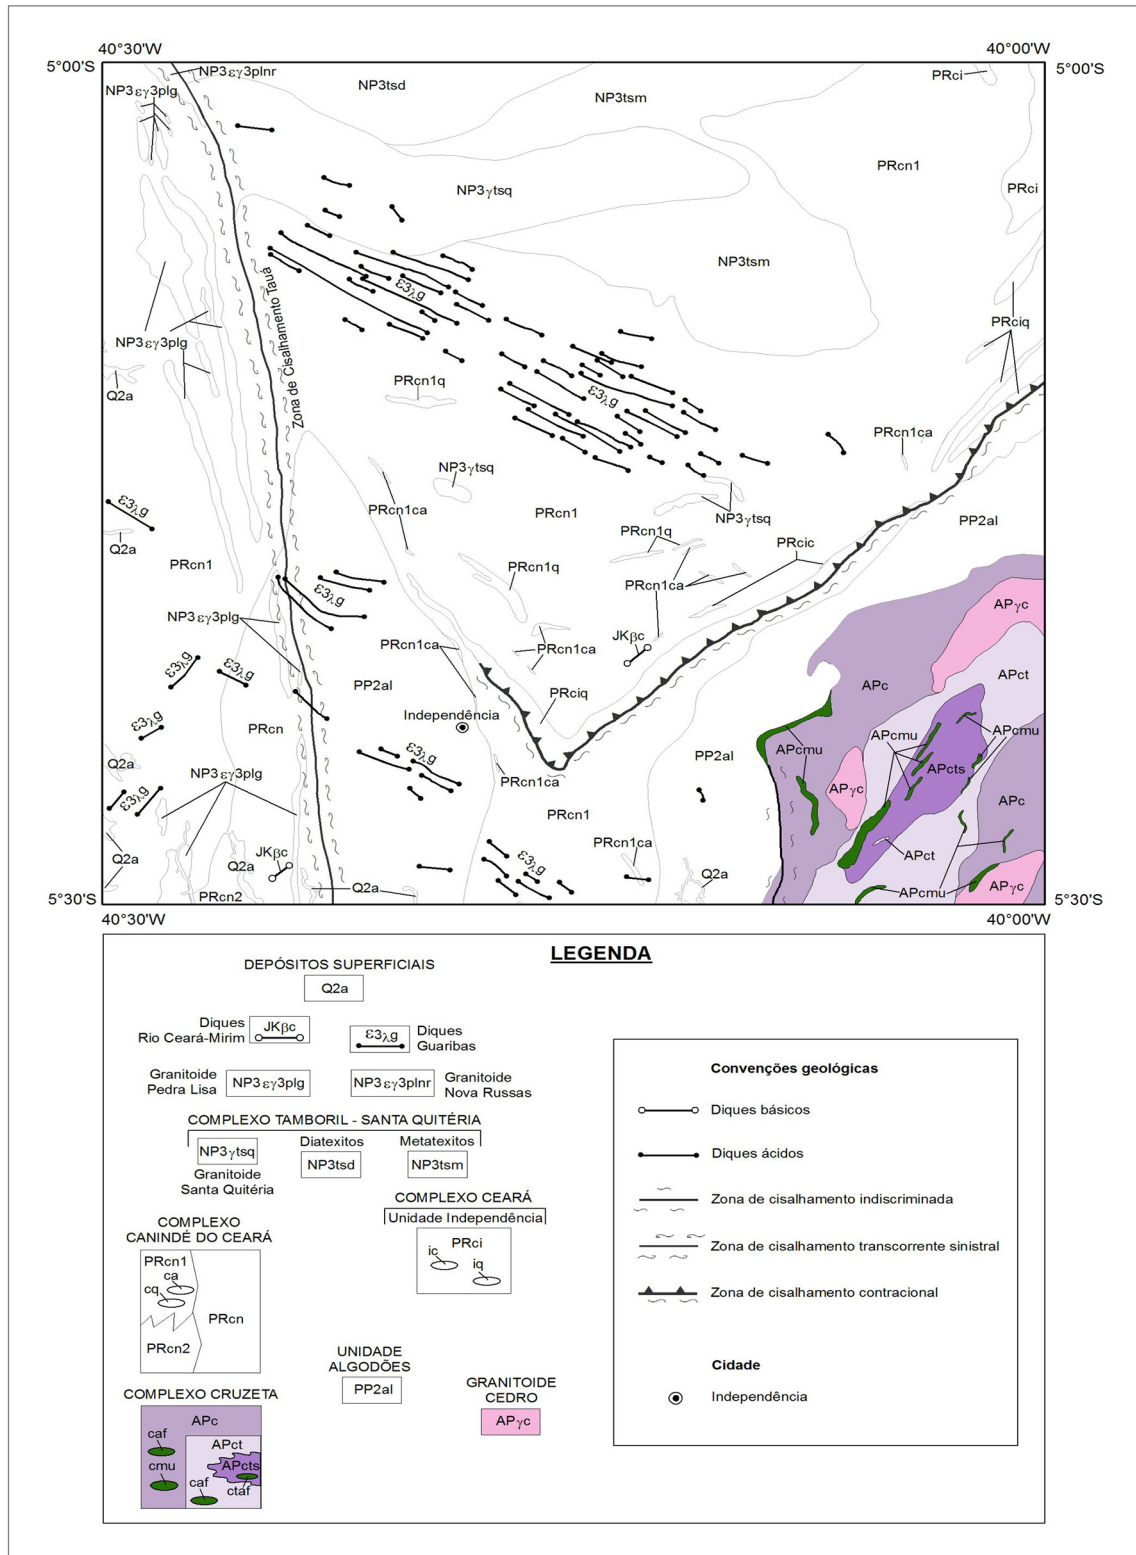 40°30'W
40°00'W
5°00'S
5°00'S
NP3εγ3plnr
NP3εγ3plg
NP3tsd
NP3tsm
PRci
PRcn1
NP3γtsq
PRci
NP3tsm
Zona de Cisalhamento Tauá
ε3λg
PRciq
NP3εγ3plg
PRcn1q
Q2a
ε3λg
PRcn1ca
NP3γtsq
ε3λg
PRcn1ca
PRcn1
NP3γtsq
PP2al
Q2a
PRcn1q
PRcic
PRcn1
PRcn1q
PRcn1ca
ε3λg
APγc
NP3εγ3plg
JKβc
PRcn1ca
PRcn1ca
ε3λg
ε3λg
APct
PP2al
APc
PRciq
Independência
ε3λg
PRcn
APcmu
APcmu
APcmu
ε3λg
PP2al
Q2a
NP3εγ3plg
APcts
PRcn1ca
APγc
ε3λg
APc
PRcn1
PRcn1ca
JKβc
APct
Q2a
Q2a
ε3λg
Q2a
Q2a
APcmu
APγc
PRcn2
5°30'S
5°30'S
40°30'W
40°00'W
LEGENDA
DEPÓSITOS SUPERFICIAIS
Q2a
Diques
Rio Ceará-Mirim
JKβc
ε3λg
Diques
Guaribas
Granitoide
Pedra Lisa
NP3εγ3plg
NP3εγ3plnr
Granitoide
Nova Russas
COMPLEXO TAMBORIL - SANTA QUITÉRIA
Diatexitos
Metatexitos
NP3γtsq
NP3tsd
NP3tsm
Granitoide
Santa Quitéria
COMPLEXO CEARÁ
Unidade Independência
PRci
ic
iq
COMPLEXO
CANINDÉ DO CEARÁ
PRcn1
ca
cq
PRcn
PRcn2
UNIDADE
ALGODÕES
PP2al
GRANITOIDE
CEDRO
APγc
COMPLEXO CRUZETA
APc
caf
APct
cmu
APcts
caf
ctaf
Convenções geológicas
Diques básicos
Diques ácidos
Zona de cisalhamento indiscriminada
Zona de cisalhamento transcorrente sinistral
Zona de cisalhamento contracional
Cidade
Independência